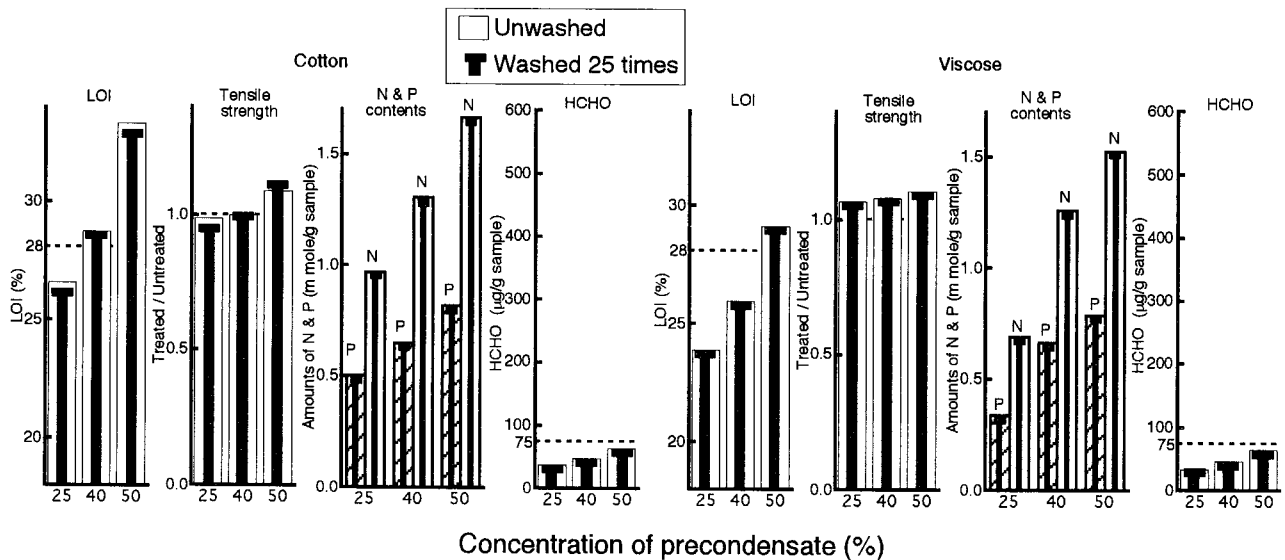 Unwashed
Washed 25 times
Cotton
Viscose
LOI
Tensile
strength
N & P
contents
HCHO
LOI
Tensile
strength
N & P
contents
HCHO
LOI (%)
30
28
25
20
25 40 50
Treated / Untreated
1.0
0.5
0.0
25 40 50
Amounts of N & P (m mole/g sample)
1.5
1.0
0.5
0.0
P N P N P N
25 40 50
HCHO (µg/g sample)
600
500
400
300
200
100
75
0
25 40 50
LOI (%)
30
28
25
20
25 40 50
Treated / Untreated
1.0
0.5
0.0
25 40 50
Amounts of N & P (m mole/g sample)
1.5
1.0
0.5
0.0
P N P N P N
25 40 50
HCHO (µg/g sample)
600
500
400
300
200
100
75
0
25 40 50
Concentration of precondensate (%)